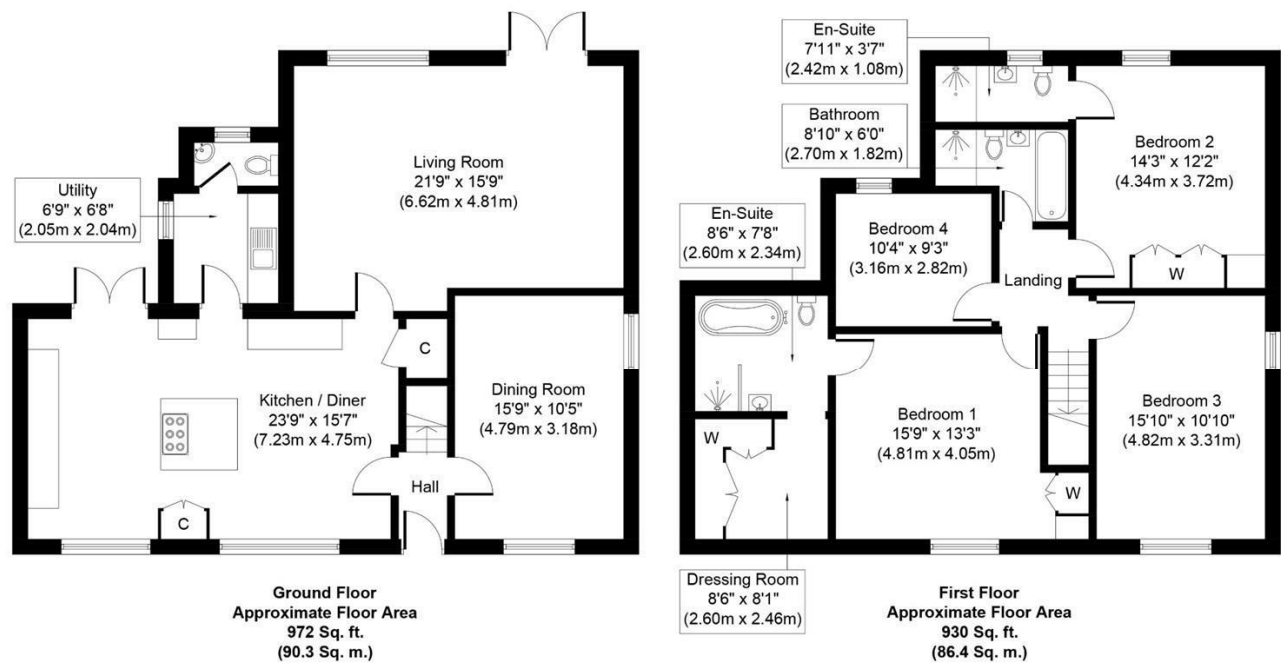 Utility
6'9" x 6'8"
(2.05m x 2.04m)
Living Room
21'9" x 15'9"
(6.62m x 4.81m)
C
Kitchen / Diner
23'9" x 15'7"
(7.23m x 4.75m)
Dining Room
15'9" x 10'5"
(4.79m x 3.18m)
Hall
C
Ground Floor
Approximate Floor Area
972 Sq. ft.
(90.3 Sq. m.)
En-Suite
7'11" x 3'7"
(2.42m x 1.08m)
Bathroom
8'10" x 6'0"
(2.70m x 1.82m)
Bedroom 2
14'3" x 12'2"
(4.34m x 3.72m)
En-Suite
8'6" x 7'8"
(2.60m x 2.34m)
Bedroom 4
10'4" x 9'3"
(3.16m x 2.82m)
Landing
W
Bedroom 1
15'9" x 13'3"
(4.81m x 4.05m)
Bedroom 3
15'10" x 10'10"
(4.82m x 3.31m)
W
W
Dressing Room
8'6" x 8'1"
(2.60m x 2.46m)
First Floor
Approximate Floor Area
930 Sq. ft.
(86.4 Sq. m.)